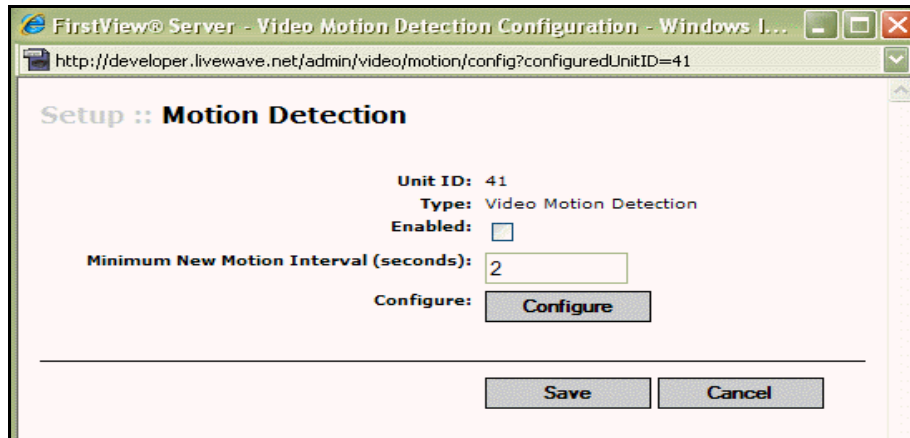 FirstView® Server - Video Motion Detection Configuration - Windows I...
http://developer.livewave.net/admin/video/motion/config?configuredUnitID=41
Setup :: Motion Detection
Unit ID: 41
Type: Video Motion Detection
Enabled:
Minimum New Motion Interval (seconds): 2
Configure: Configure
Save Cancel